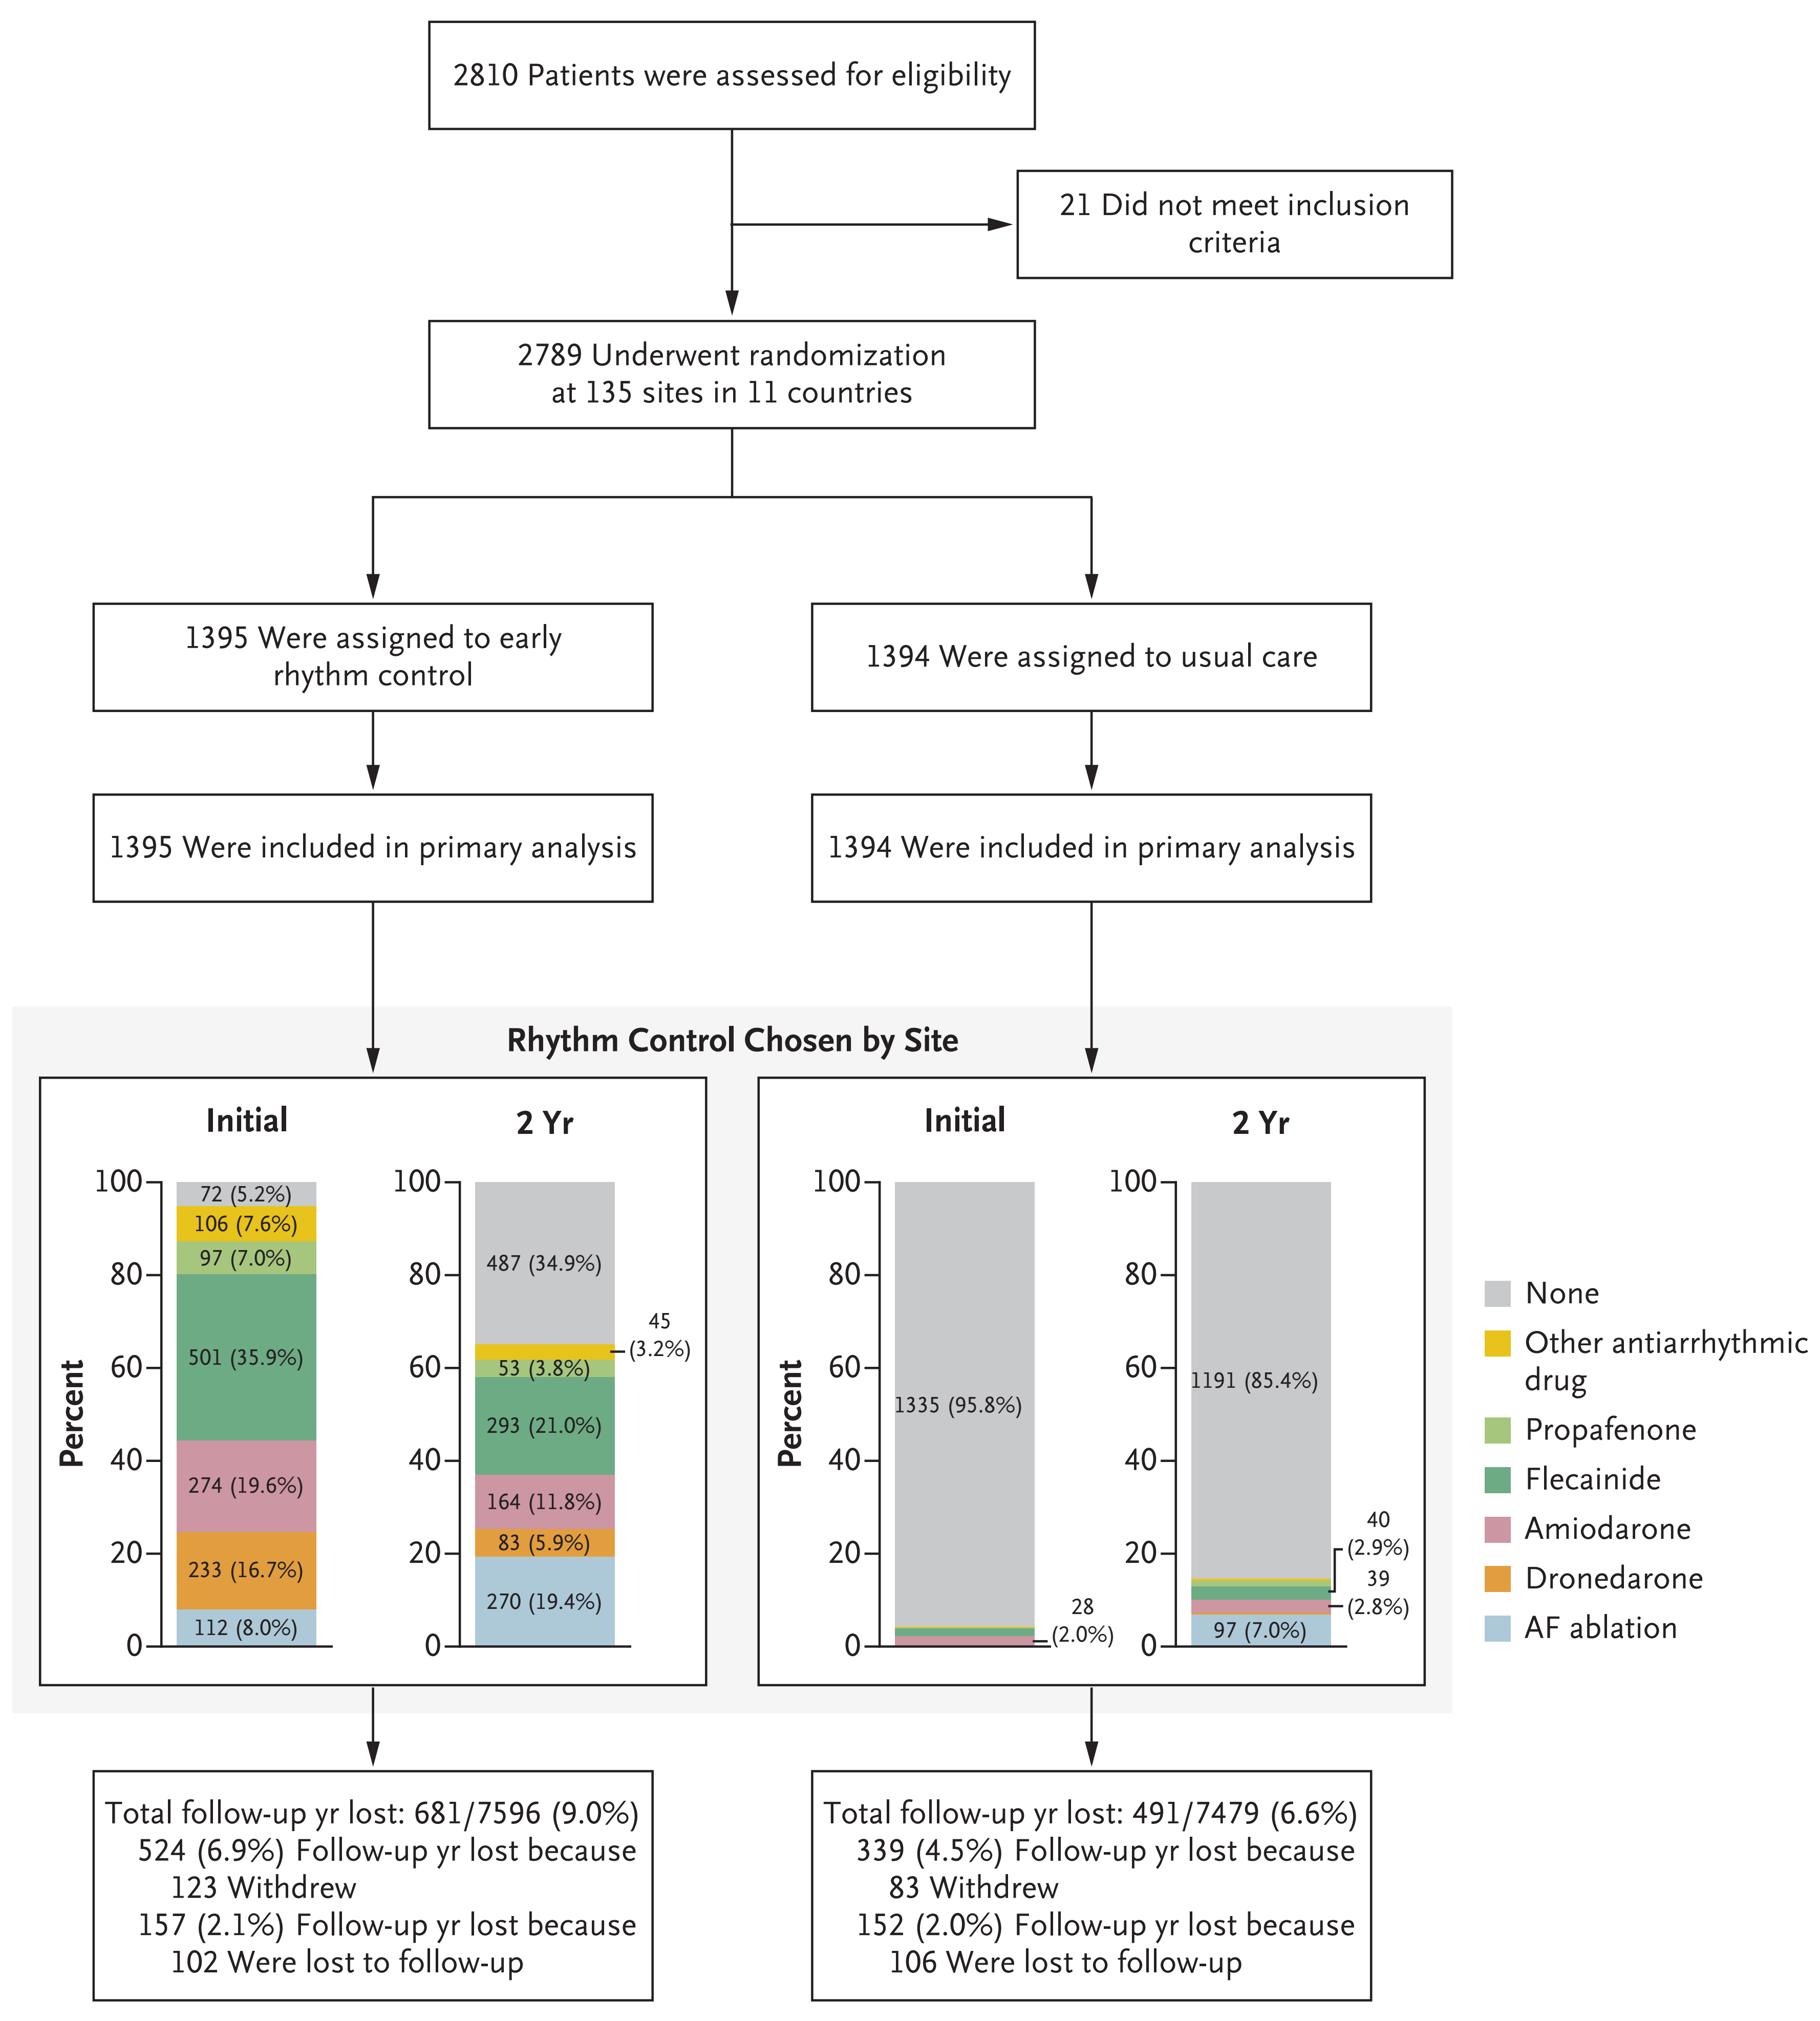 2810 Patients were assessed for eligibility
21 Did not meet inclusion
criteria
2789 Underwent randomization
at 135 sites in 11 countries
1395 Were assigned to early
rhythm control
1394 Were assigned to usual care
1395 Were included in primary analysis
1394 Were included in primary analysis
Rhythm Control Chosen by Site
Initial
2 Yr
Percent
100
80
60
40
20
0
72 (5.2%)
106 (7.6%)
97 (7.0%)
501 (35.9%)
274 (19.6%)
233 (16.7%)
112 (8.0%)
100
80
60
40
20
0
487 (34.9%)
45
(3.2%)
53 (3.8%)
293 (21.0%)
164 (11.8%)
83 (5.9%)
270 (19.4%)
Initial
2 Yr
Percent
100
80
60
40
20
0
1335 (95.8%)
28
(2.0%)
100
80
60
40
20
0
1191 (85.4%)
40
(2.9%)
39
(2.8%)
97 (7.0%)
None
Other antiarrhythmic
drug
Propafenone
Flecainide
Amiodarone
Dronedarone
AF ablation
Total follow-up yr lost: 681/7596 (9.0%)
524 (6.9%) Follow-up yr lost because
123 Withdrew
157 (2.1%) Follow-up yr lost because
102 Were lost to follow-up
Total follow-up yr lost: 491/7479 (6.6%)
339 (4.5%) Follow-up yr lost because
83 Withdrew
152 (2.0%) Follow-up yr lost because
106 Were lost to follow-up